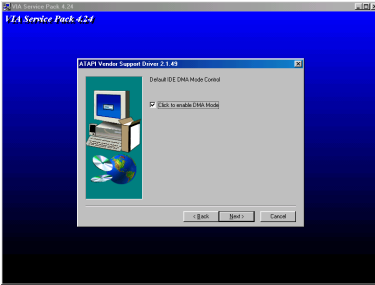 VIA Service Pack 4.24
VIA Service Pack 4.24
ATAPI Vendor Support Driver 2.1.49
Default IDE DMA Mode Control
Click to enable DMA Mode
< Back
Next >
Cancel